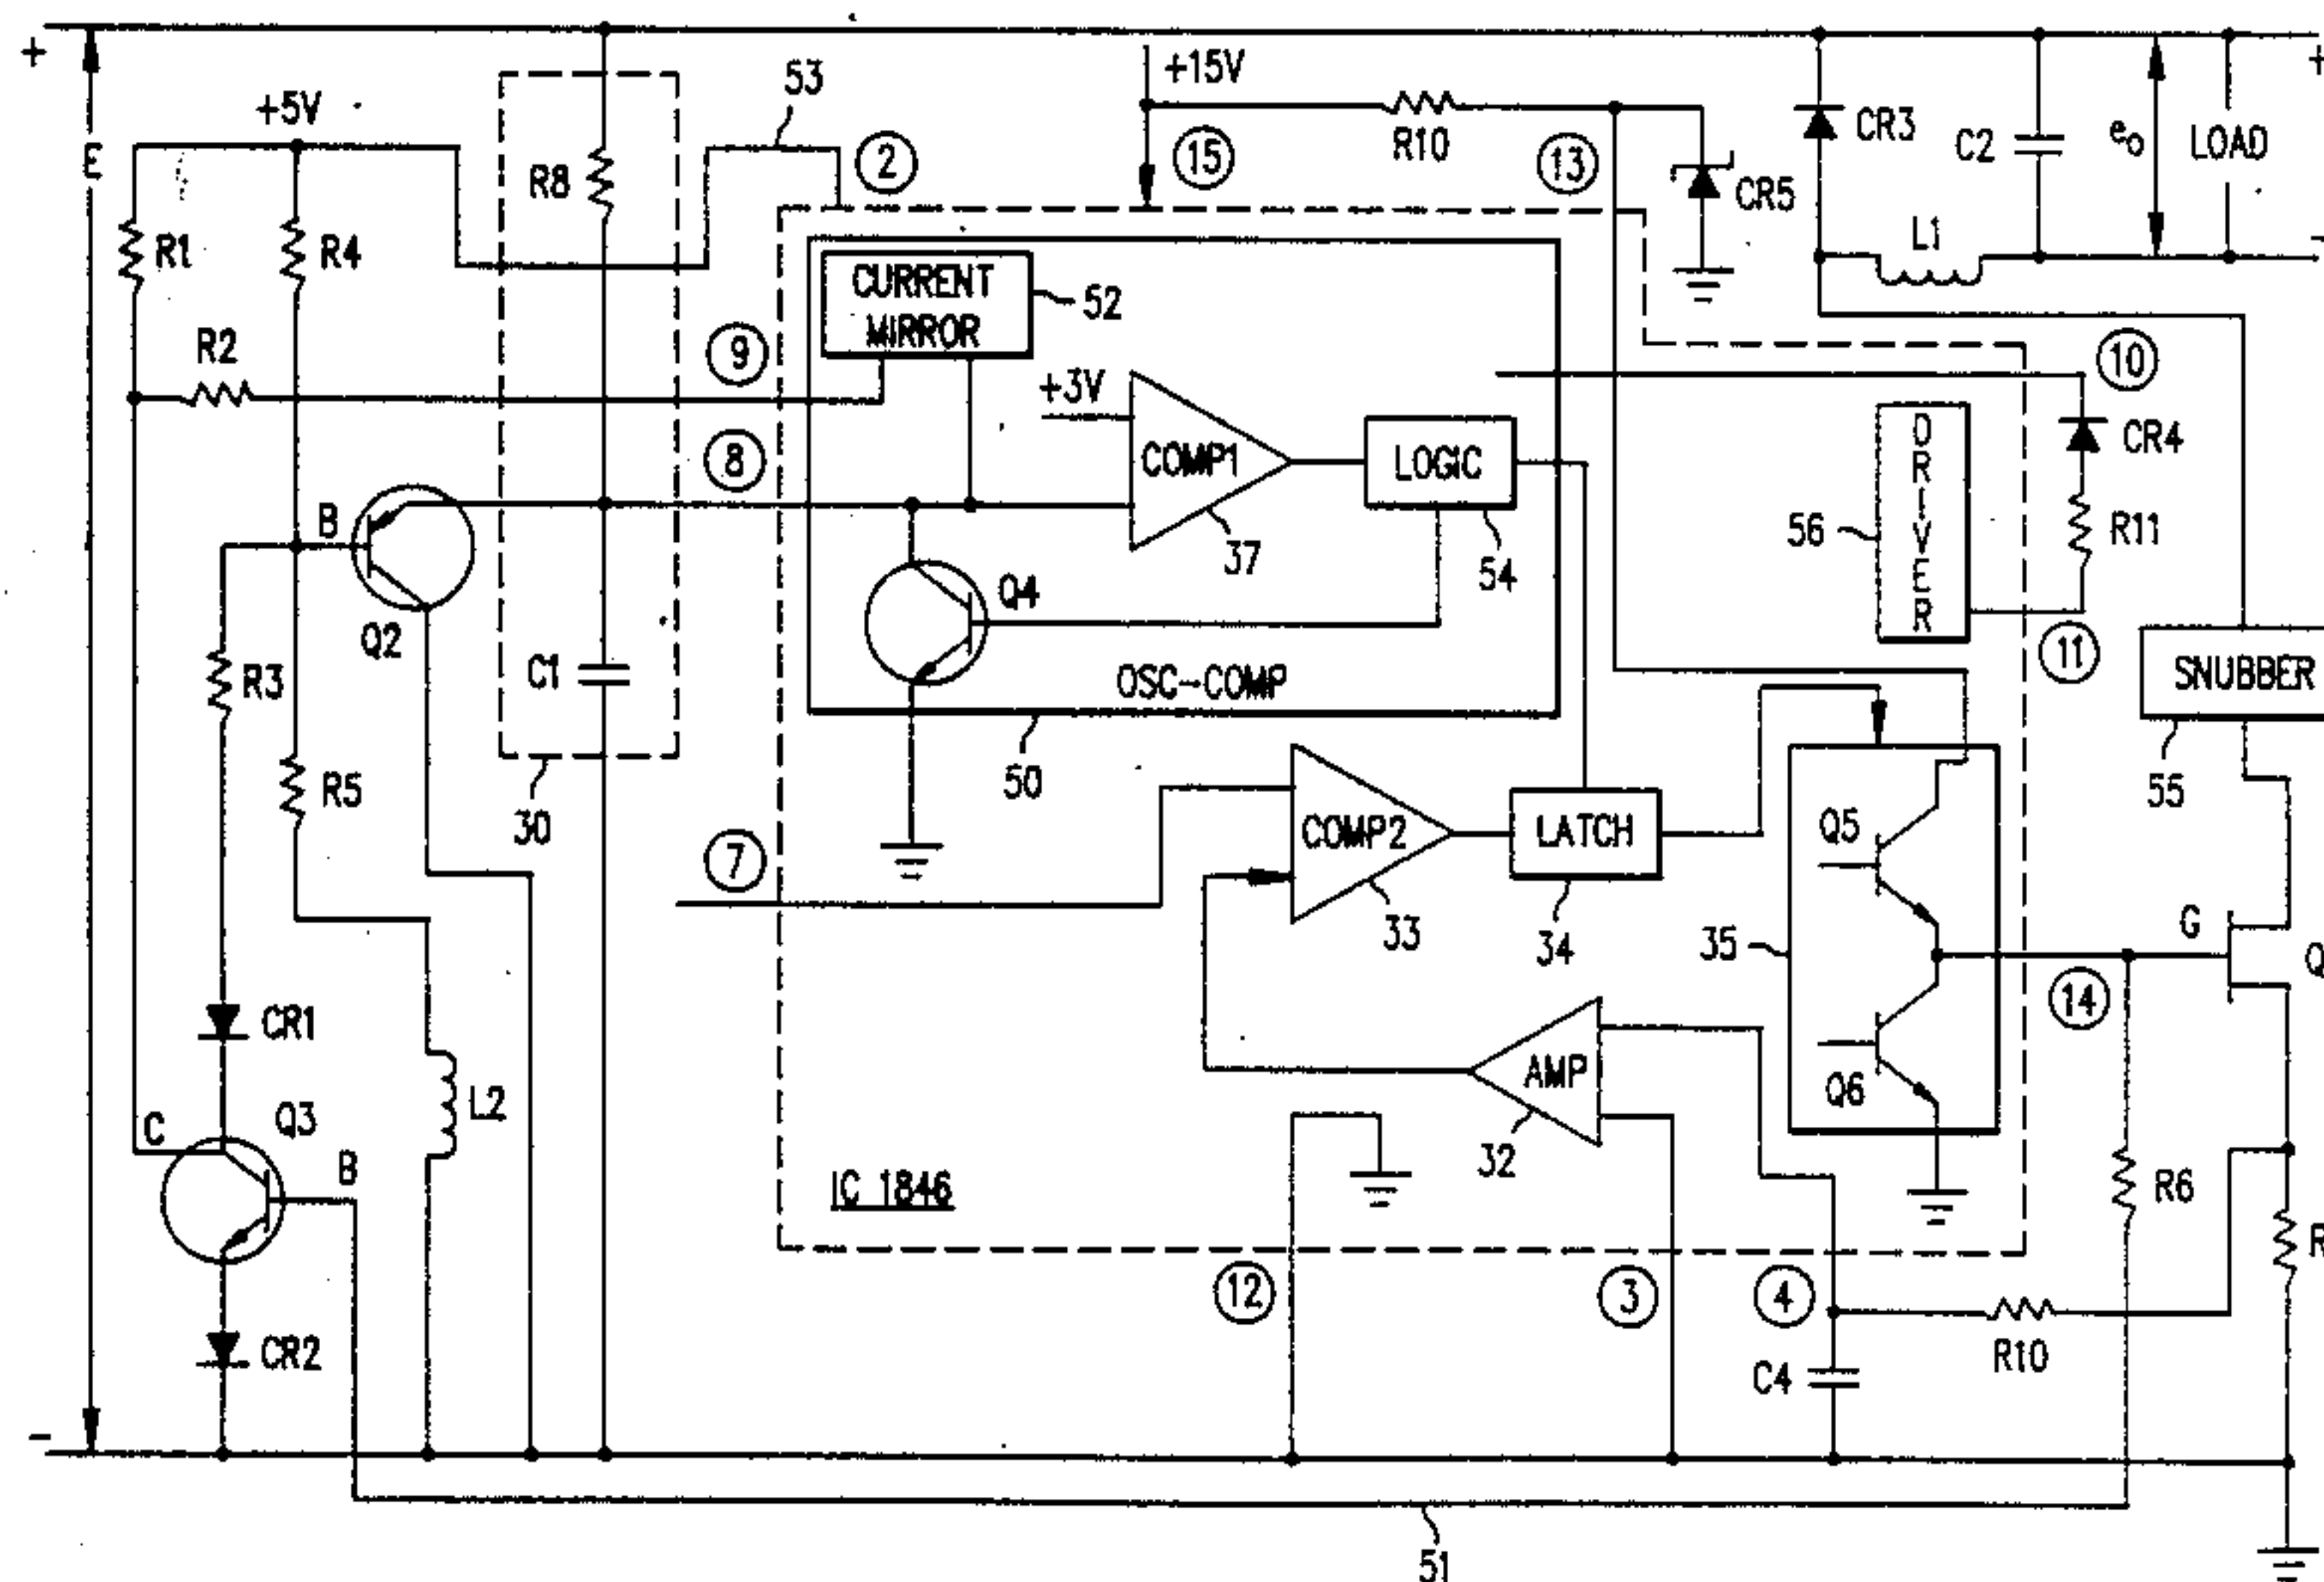 +
+5V
E
53
+15V
2
15
R10
13
CR5
CR3
C2
e₀
LOAD
+
-
L1
R1
R4
R8
R2
9
8
CURRENT
MIRROR
52
+3V
COMP1
37
LOGIC
54
10
CR4
R11
DRIVER
56
11
B
Q2
R3
C1
Q4
OSC-COMP
50
SNUBBER
55
R5
30
7
COMP2
33
LATCH
34
Q5
35
Q6
14
G
Q
CR1
L2
C
Q3
B
AMP
32
IC 1846
R6
R
CR2
12
3
4
R10
C4
-
51